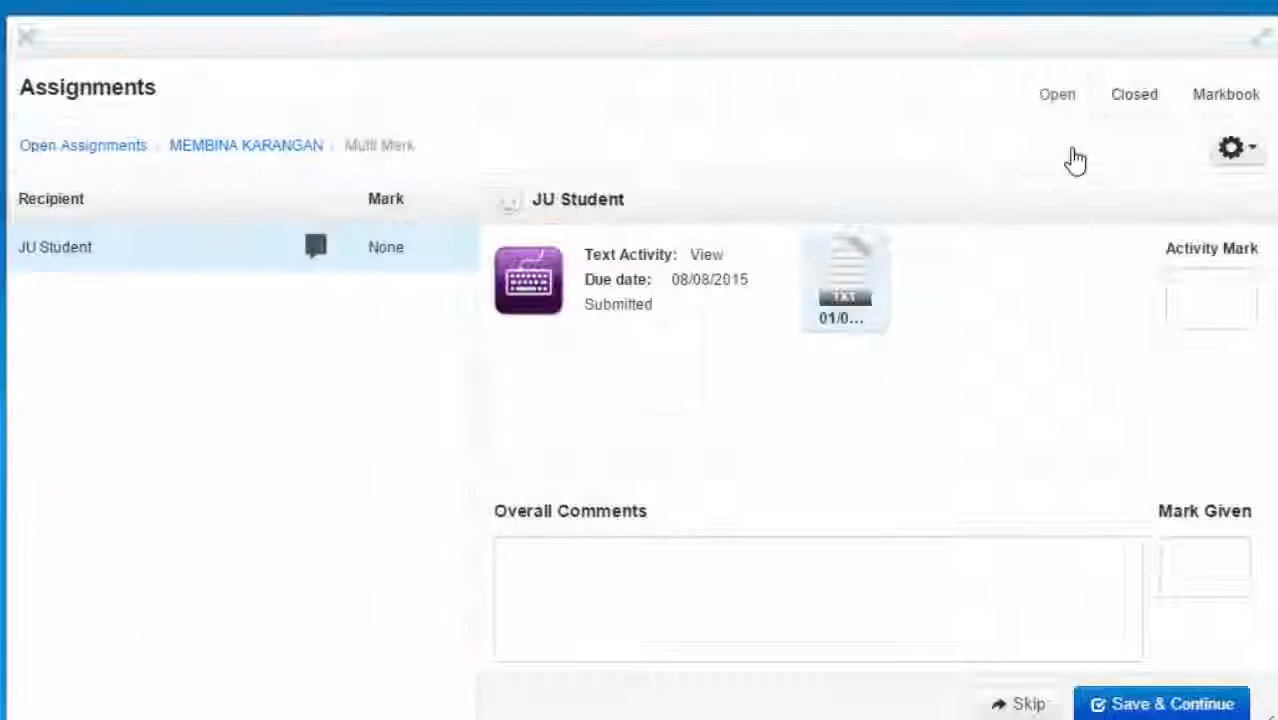 Assignments
Open Closed Markbook
Open Assignments MEMBINA KARANGAN Multi Mark
Recipient Mark
JU Student
JU Student None
Text Activity: View
Due date: 08/08/2015
Submitted
TXT
01/0...
Activity Mark
Overall Comments Mark Given
Skip Save & Continue